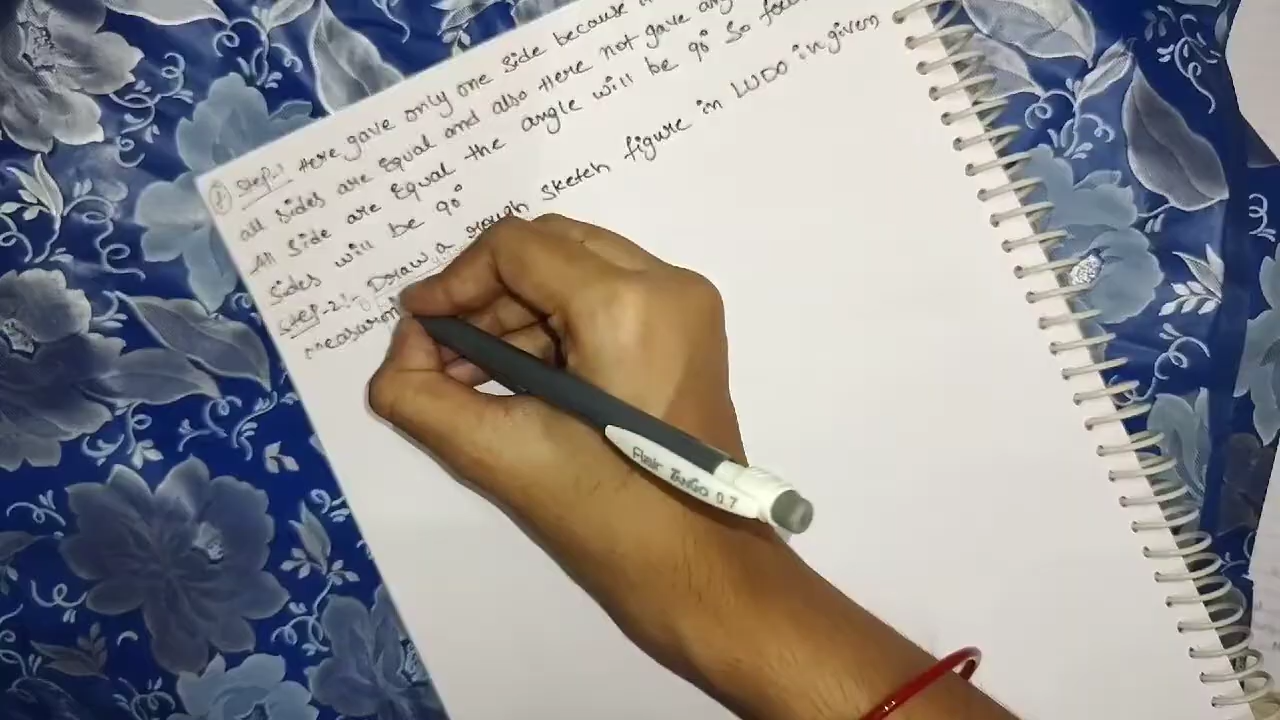 ① Step-1 Here gave only one side because
all sides are Equal and also Here not gave any
All side are Equal the angle will be 90° So
sides will be 90°
Step-2:- Draw a rough sketch figure in LUDO in given
measurin
Flair TANGO 0.7